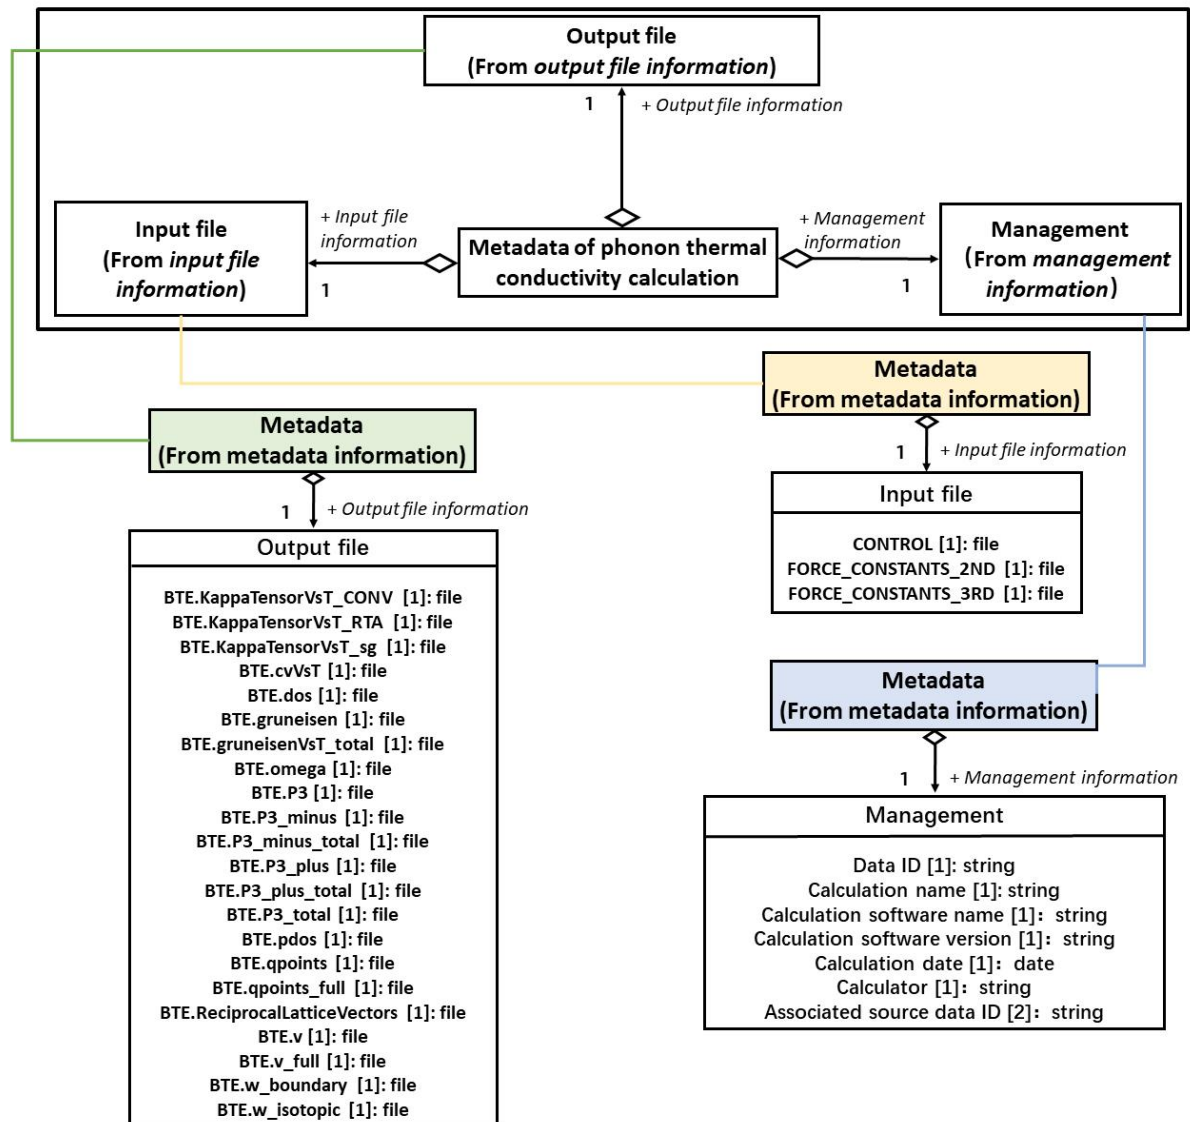 Output file
(From output file information)
1
+ Output file information
Input file
(From input file
information)
+ Input file
information
1
Metadata of phonon thermal
conductivity calculation
+ Management
information
1
Management
(From management
information)
Metadata
(From metadata information)
1
+ Input file information
Input file
CONTROL [1]: file
FORCE_CONSTANTS_2ND [1]: file
FORCE_CONSTANTS_3RD [1]: file
Metadata
(From metadata information)
1
+ Output file information
Output file
BTE.KappaTensorVsT_CONV [1]: file
BTE.KappaTensorVsT_RTA [1]: file
BTE.KappaTensorVsT_sg [1]: file
BTE.cvVsT [1]: file
BTE.dos [1]: file
BTE.gruneisen [1]: file
BTE.gruneisenVsT_total [1]: file
BTE.omega [1]: file
BTE.P3 [1]: file
BTE.P3_minus [1]: file
BTE.P3_minus_total [1]: file
BTE.P3_plus [1]: file
BTE.P3_plus_total [1]: file
BTE.P3_total [1]: file
BTE.pdos [1]: file
BTE.qpoints [1]: file
BTE.qpoints_full [1]: file
BTE.ReciprocalLatticeVectors [1]: file
BTE.v [1]: file
BTE.v_full [1]: file
BTE.w_boundary [1]: file
BTE.w_isotopic [1]: file
Metadata
(From metadata information)
1
+ Management information
Management
Data ID [1]: string
Calculation name [1]: string
Calculation software name [1]: string
Calculation software version [1]: string
Calculation date [1]: date
Calculator [1]: string
Associated source data ID [2]: string